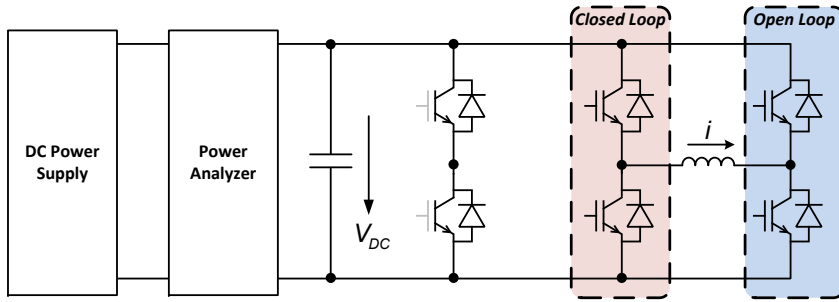 Closed Loop
Open Loop
DC Power
Supply
Power
Analyzer
V_DC
i